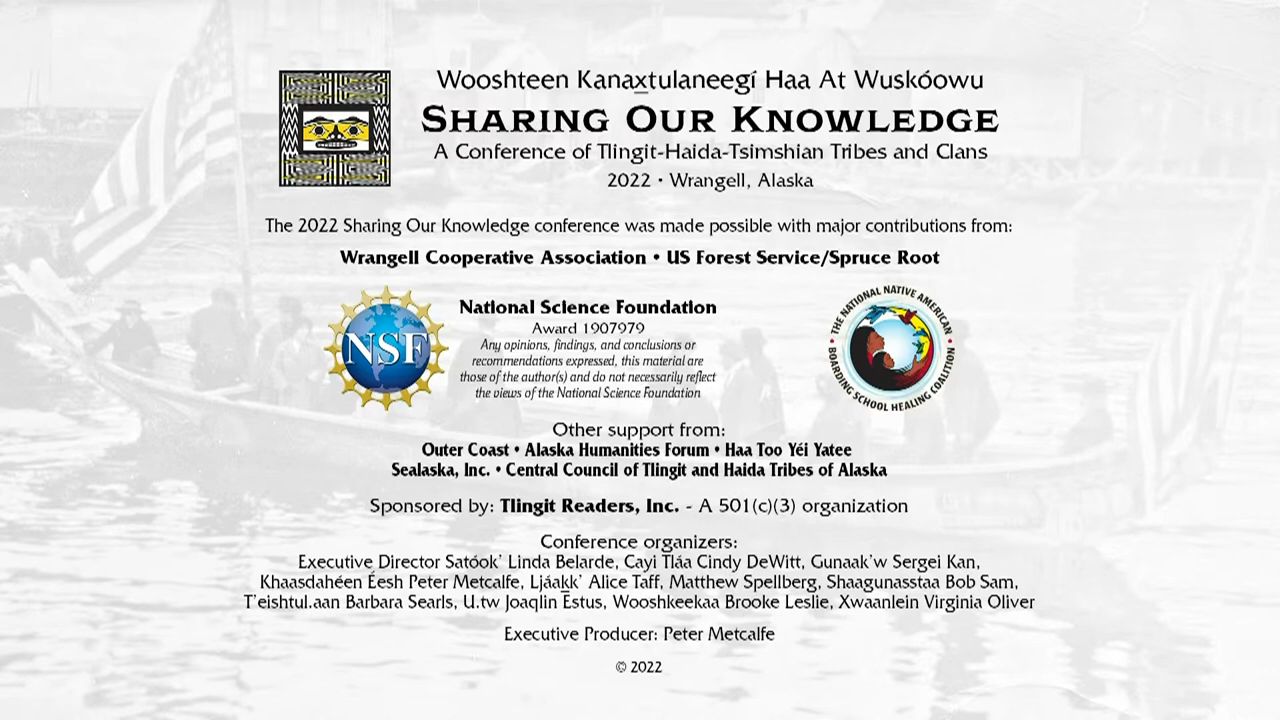 Wooshteen Kanax̲tulaneegí Haa At Wuskóowu
SHARING OUR KNOWLEDGE
A Conference of Tlingit-Haida-Tsimshian Tribes and Clans
2022 • Wrangell, Alaska
The 2022 Sharing Our Knowledge conference was made possible with major contributions from:
Wrangell Cooperative Association • US Forest Service/Spruce Root
NSF
National Science Foundation
Award 1907979
Any opinions, findings, and conclusions or
recommendations expressed, this material are
those of the author(s) and do not necessarily reflect
the views of the National Science Foundation
• THE NATIONAL NATIVE AMERICAN •
BOARDING SCHOOL HEALING COALITION
Other support from:
Outer Coast • Alaska Humanities Forum • Haa Too Yéi Yatee
Sealaska, Inc. • Central Council of Tlingit and Haida Tribes of Alaska
Sponsored by: Tlingit Readers, Inc. - A 501(c)(3) organization
Conference organizers:
Executive Director Satóok' Linda Belarde, Cayi Tláa Cindy DeWitt, Gunaak'w Sergei Kan,
Khaasdahéen Éesh Peter Metcalfe, Ljáaḵk' Alice Taff, Matthew Spellberg, Shaagunasstaa Bob Sam,
T'eishtul.aan Barbara Searls, U.tw Joaqlin Estus, Wooshkeekaa Brooke Leslie, Xwaanlein Virginia Oliver
Executive Producer: Peter Metcalfe
© 2022